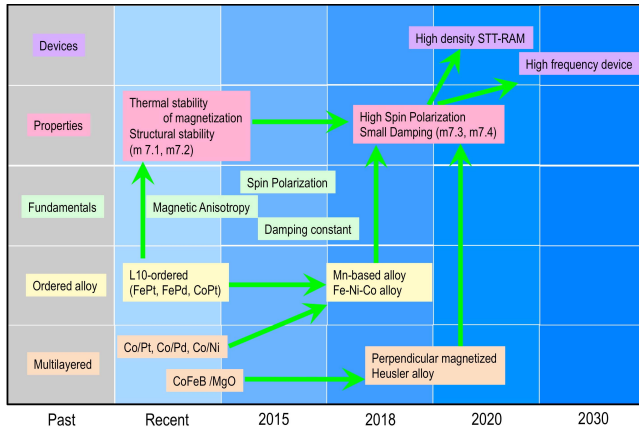 Devices
High density STT-RAM
High frequency device
Properties
Thermal stability
of magnetization
Structural stability
(m 7.1, m7.2)
High Spin Polarization
Small Damping (m7.3, m7.4)
Fundamentals
Spin Polarization
Magnetic Anisotropy
Damping constant
Ordered alloy
L10-ordered
(FePt, FePd, CoPt)
Mn-based alloy
Fe-Ni-Co alloy
Multilayered
Co/Pt, Co/Pd, Co/Ni
CoFeB /MgO
Perpendicular magnetized
Heusler alloy
Past Recent 2015 2018 2020 2030